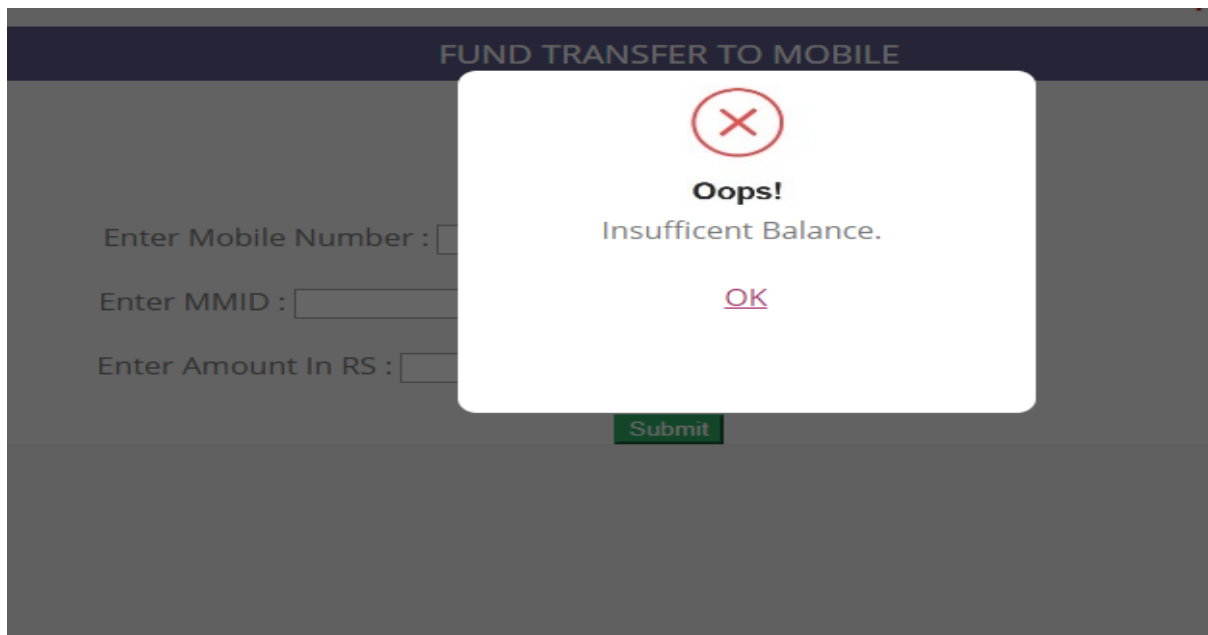 FUND TRANSFER TO MOBILE
Oops!
Insufficent Balance.
OK
Enter Mobile Number :
Enter MMID :
Enter Amount In RS :
Submit